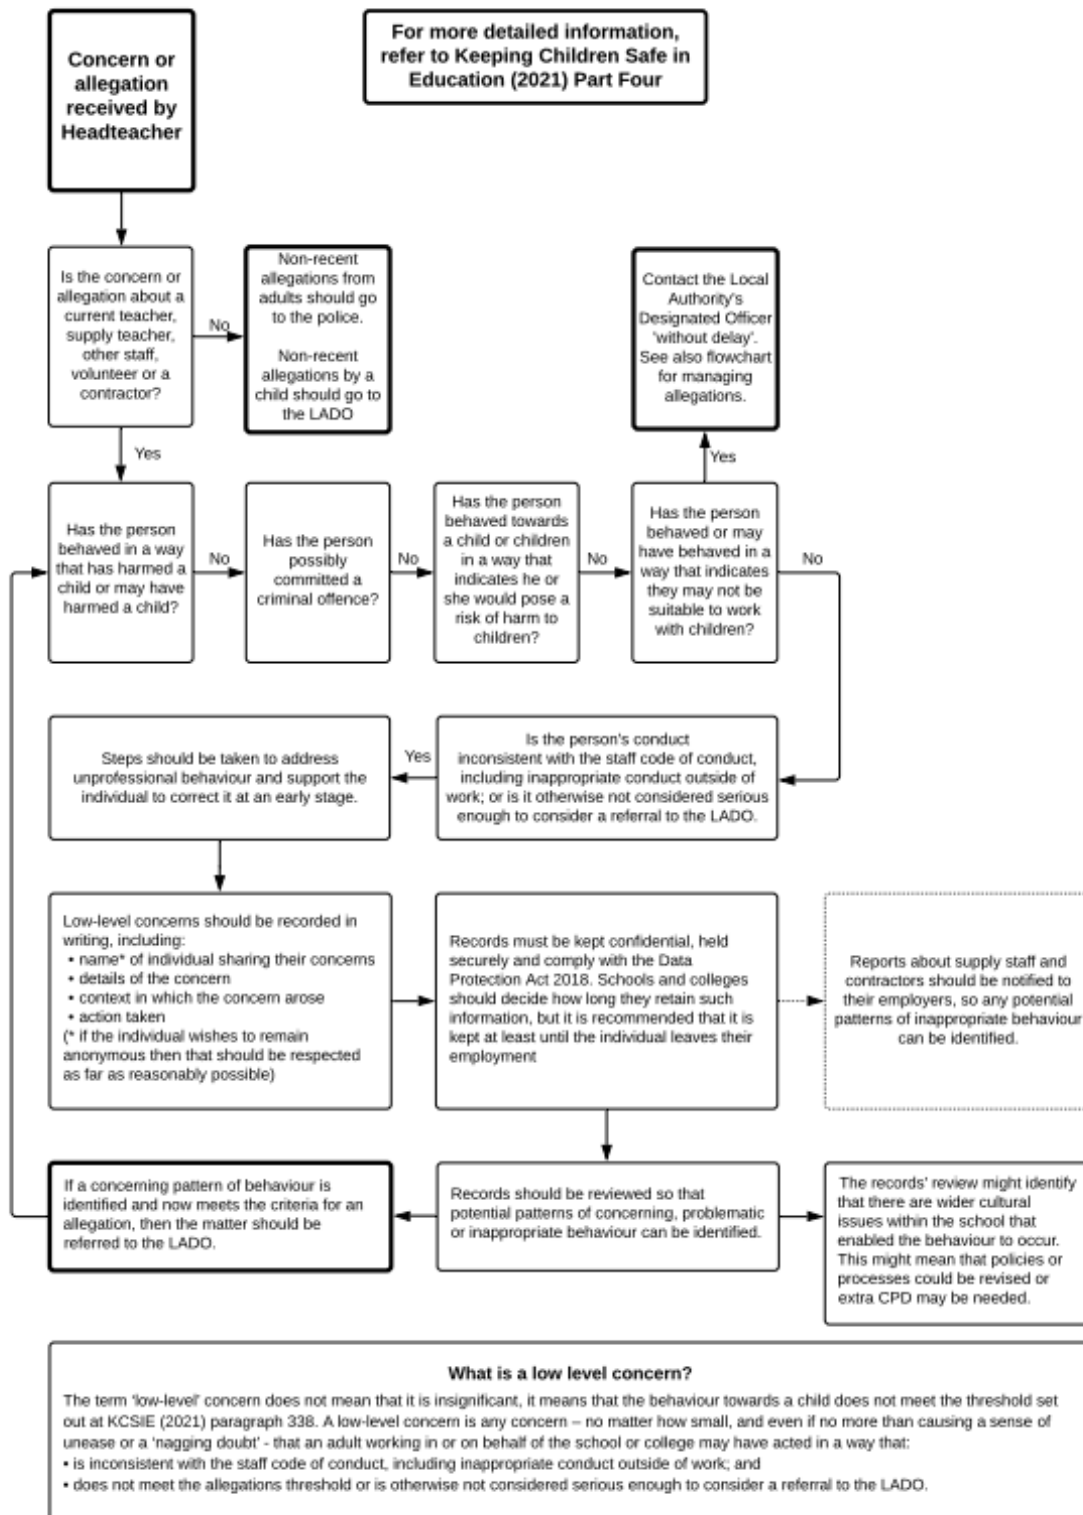 Concern or
allegation
received by
Headteacher
For more detailed information,
refer to Keeping Children Safe in
Education (2021) Part Four
Is the concern or
allegation about a
current teacher,
supply teacher,
other staff,
volunteer or a
contractor?
No
Non-recent
allegations from
adults should go
to the police.
Non-recent
allegations by a
child should go to
the LADO
Contact the Local
Authority's
Designated Officer
'without delay'.
See also flowchart
for managing
allegations.
Yes
Yes
Has the person
behaved in a way
that has harmed a
child or may have
harmed a child?
No
Has the person
possibly
committed a
criminal offence?
No
Has the person
behaved towards
a child or children
in a way that
indicates he or
she would pose a
risk of harm to
children?
No
Has the person
behaved or may
have behaved in a
way that indicates
they may not be
suitable to work
with children?
No
Steps should be taken to address
unprofessional behaviour and support the
individual to correct it at an early stage.
Yes
Is the person's conduct
inconsistent with the staff code of conduct,
including inappropriate conduct outside of
work; or is it otherwise not considered serious
enough to consider a referral to the LADO.
Low-level concerns should be recorded in
writing, including:
• name* of individual sharing their concerns
• details of the concern
• context in which the concern arose
• action taken
(* if the individual wishes to remain
anonymous then that should be respected
as far as reasonably possible)
Records must be kept confidential, held
securely and comply with the Data
Protection Act 2018. Schools and colleges
should decide how long they retain such
information, but it is recommended that it is
kept at least until the individual leaves their
employment
Reports about supply staff and
contractors should be notified to
their employers, so any potential
patterns of inappropriate behaviour
can be identified.
If a concerning pattern of behaviour is
identified and now meets the criteria for an
allegation, then the matter should be
referred to the LADO.
Records should be reviewed so that
potential patterns of concerning, problematic
or inappropriate behaviour can be identified.
The records' review might identify
that there are wider cultural
issues within the school that
enabled the behaviour to occur.
This might mean that policies or
processes could be revised or
extra CPD may be needed.
What is a low level concern?
The term 'low-level' concern does not mean that it is insignificant, it means that the behaviour towards a child does not meet the threshold set
out at KCSIE (2021) paragraph 338. A low-level concern is any concern – no matter how small, and even if no more than causing a sense of
unease or a 'nagging doubt' - that an adult working in or on behalf of the school or college may have acted in a way that:
• is inconsistent with the staff code of conduct, including inappropriate conduct outside of work; and
• does not meet the allegations threshold or is otherwise not considered serious enough to consider a referral to the LADO.